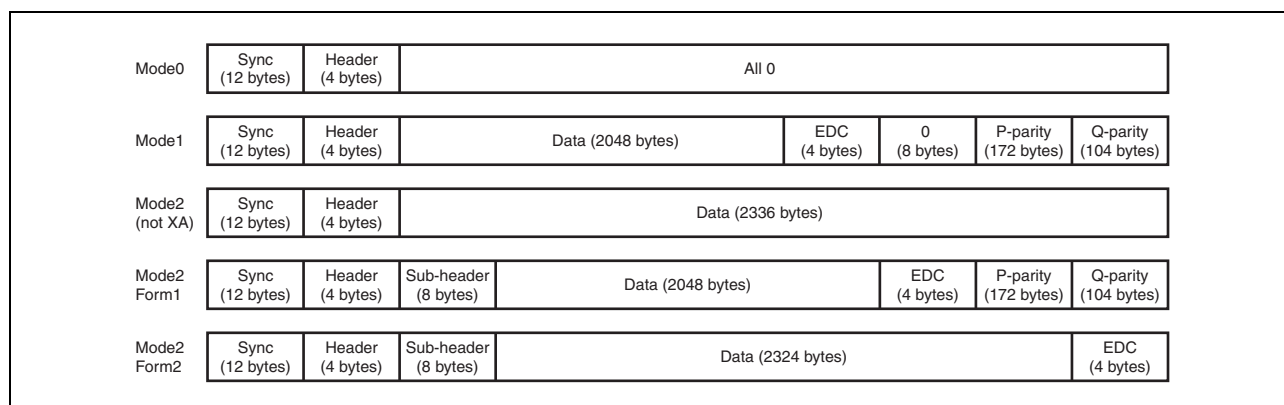 Mode0
Sync
(12 bytes)
Header
(4 bytes)
All 0
Mode1
Sync
(12 bytes)
Header
(4 bytes)
Data (2048 bytes)
EDC
(4 bytes)
0
(8 bytes)
P-parity
(172 bytes)
Q-parity
(104 bytes)
Mode2
(not XA)
Sync
(12 bytes)
Header
(4 bytes)
Data (2336 bytes)
Mode2
Form1
Sync
(12 bytes)
Header
(4 bytes)
Sub-header
(8 bytes)
Data (2048 bytes)
EDC
(4 bytes)
P-parity
(172 bytes)
Q-parity
(104 bytes)
Mode2
Form2
Sync
(12 bytes)
Header
(4 bytes)
Sub-header
(8 bytes)
Data (2324 bytes)
EDC
(4 bytes)